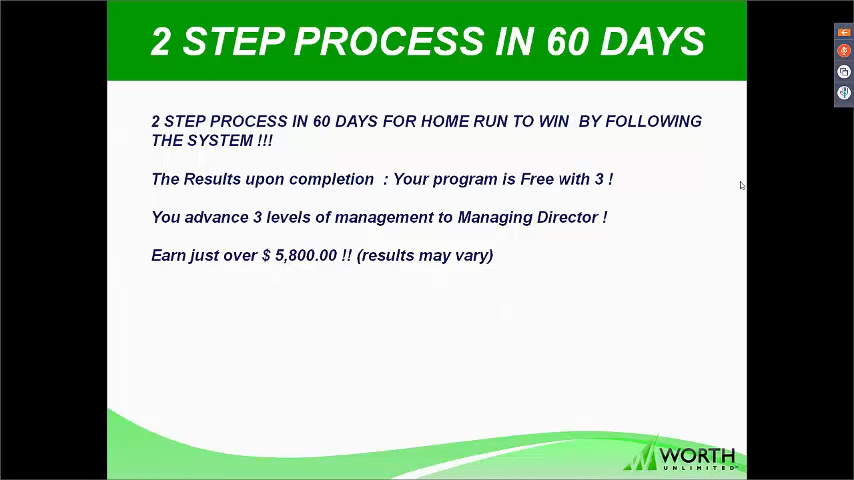 2 STEP PROCESS IN 60 DAYS
2 STEP PROCESS IN 60 DAYS FOR HOME RUN TO WIN  BY FOLLOWING
THE SYSTEM !!!
The Results upon completion  : Your program is Free with 3 !
You advance 3 levels of management to Managing Director !
Earn just over $ 5,800.00 !! (results may vary)
WORTH
UNLIMITED™